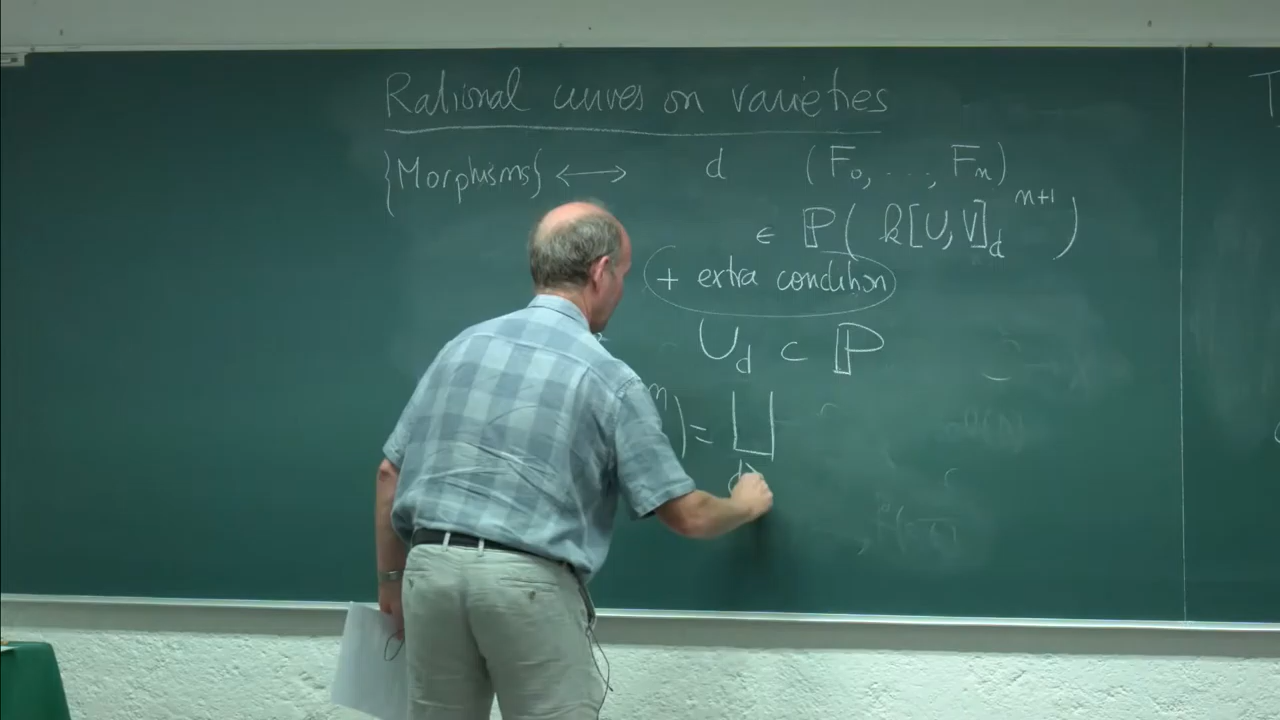 Rational curves on varieties
}Morphisms{ ⟷ d (F₀, ..., Fₙ)
∈ ℙ( k[U,V]_d^{n+1} )
+ extra condition
U_d ⊂ ℙ
n ) = ⨆
d